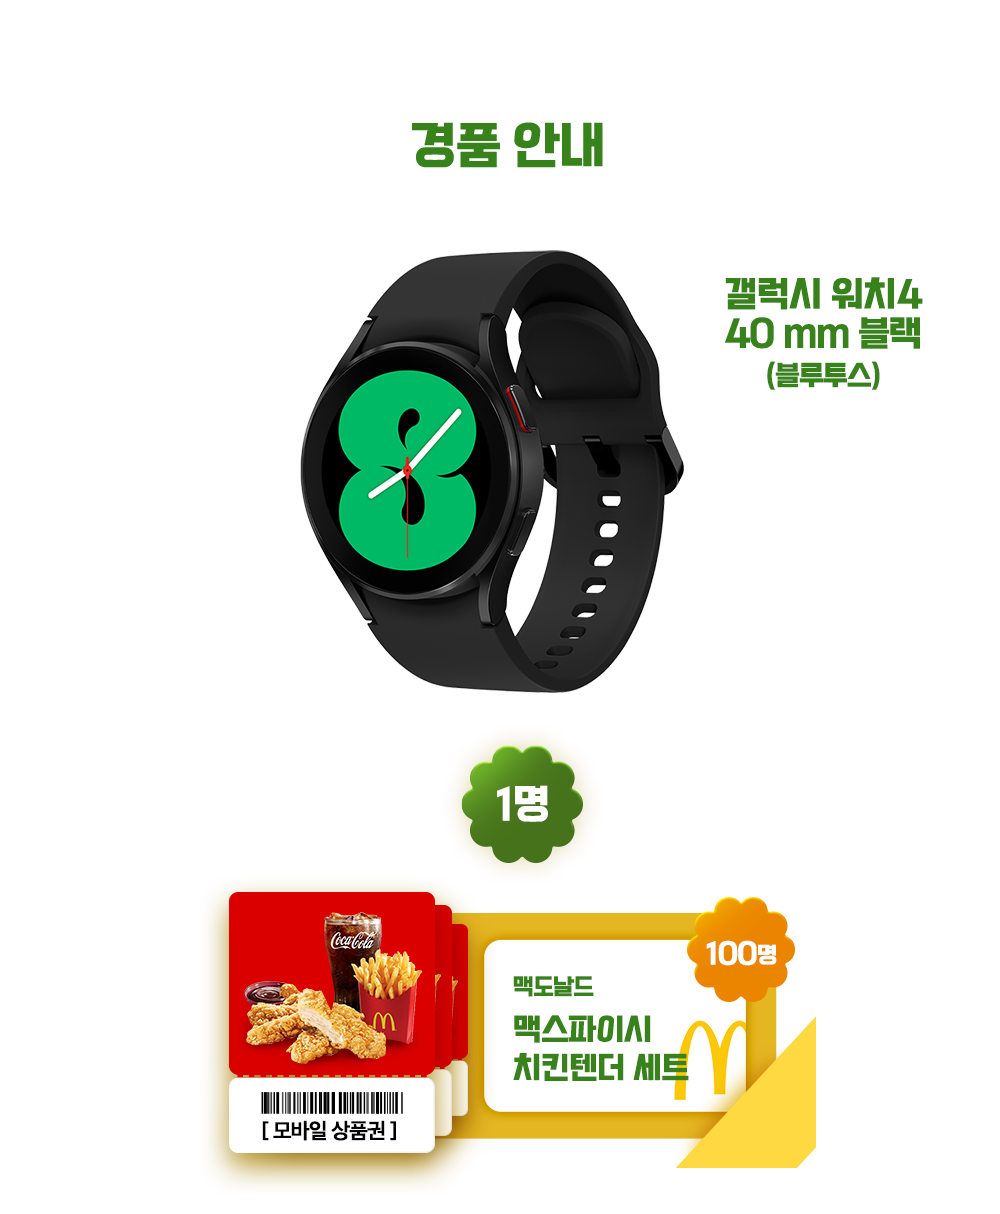 경품 안내
갤럭시 워치4
40 mm 블랙
(블루투스)
1명
100명
Coca-Cola
맥도날드
맥스파이시
치킨텐더 세트
[ 모바일 상품권 ]